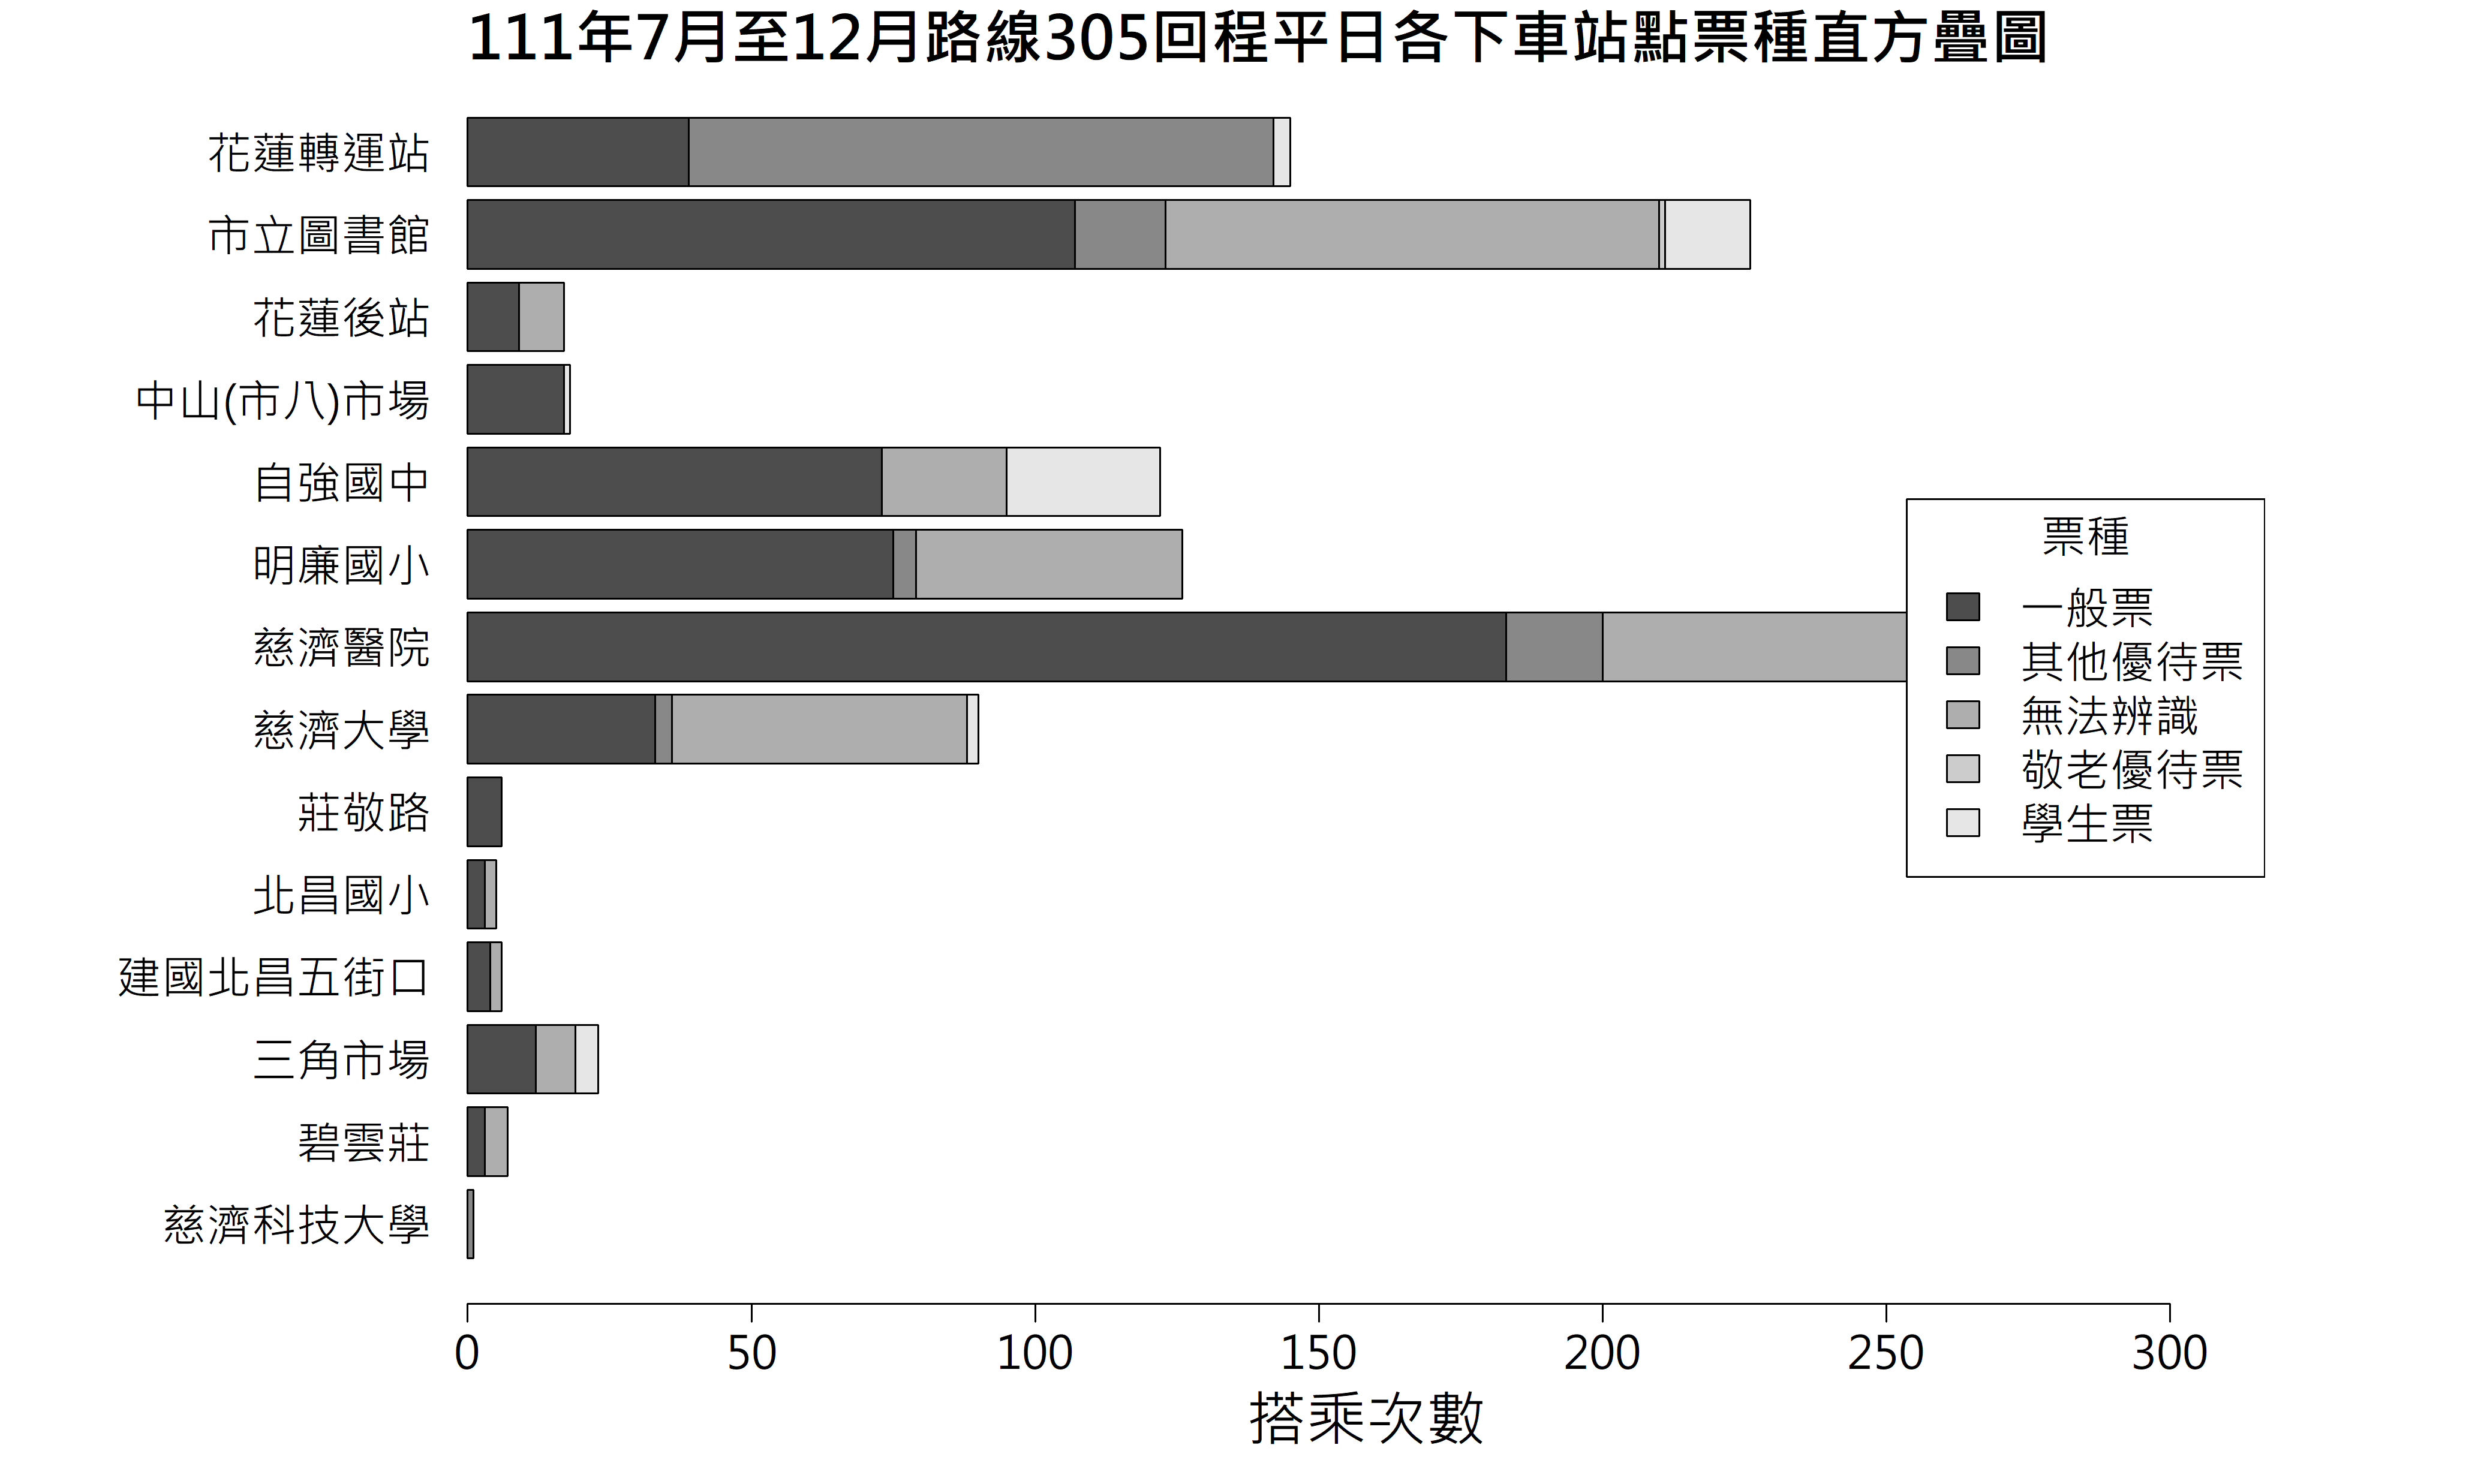 111年7月至12月路線305回程平日各下車站點票種直方疊圖
花蓮轉運站
市立圖書館
花蓮後站
中山(市八)市場
自強國中
明廉國小
慈濟醫院
慈濟大學
莊敬路
北昌國小
建國北昌五街口
三角市場
碧雲莊
慈濟科技大學
票種
一般票
其他優待票
無法辨識
敬老優待票
學生票
0 50 100 150 200 250 300
搭乘次數